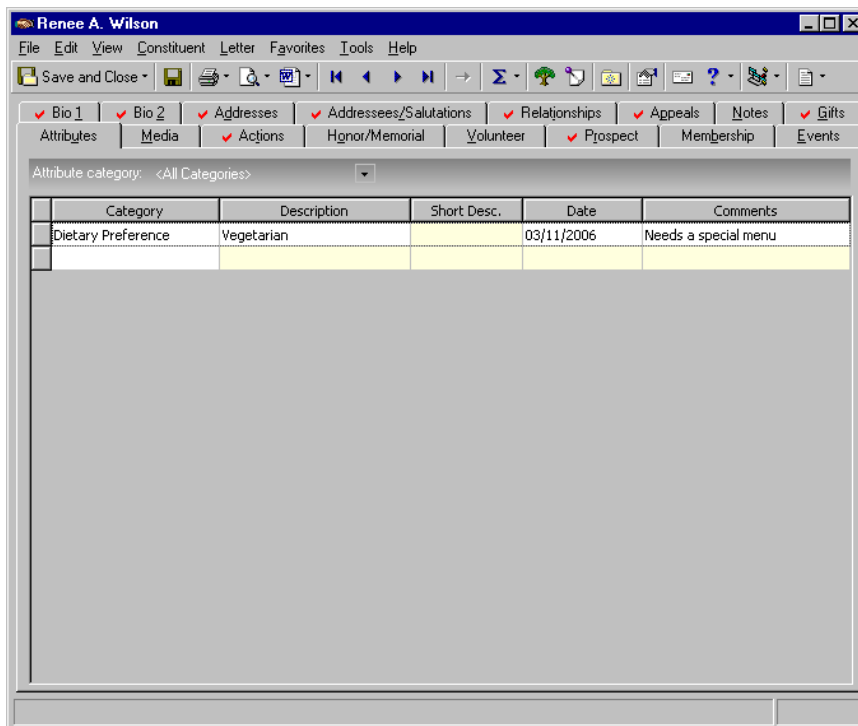 Renee A. Wilson
File Edit View Constituent Letter Favorites Tools Help
Save and Close
Bio 1 Bio 2 Addresses Addressees/Salutations Relationships Appeals Notes Gifts
Attributes Media Actions Honor/Memorial Volunteer Prospect Membership Events
Attribute category: <All Categories>
Category Description Short Desc. Date Comments
Dietary Preference Vegetarian 03/11/2006 Needs a special menu